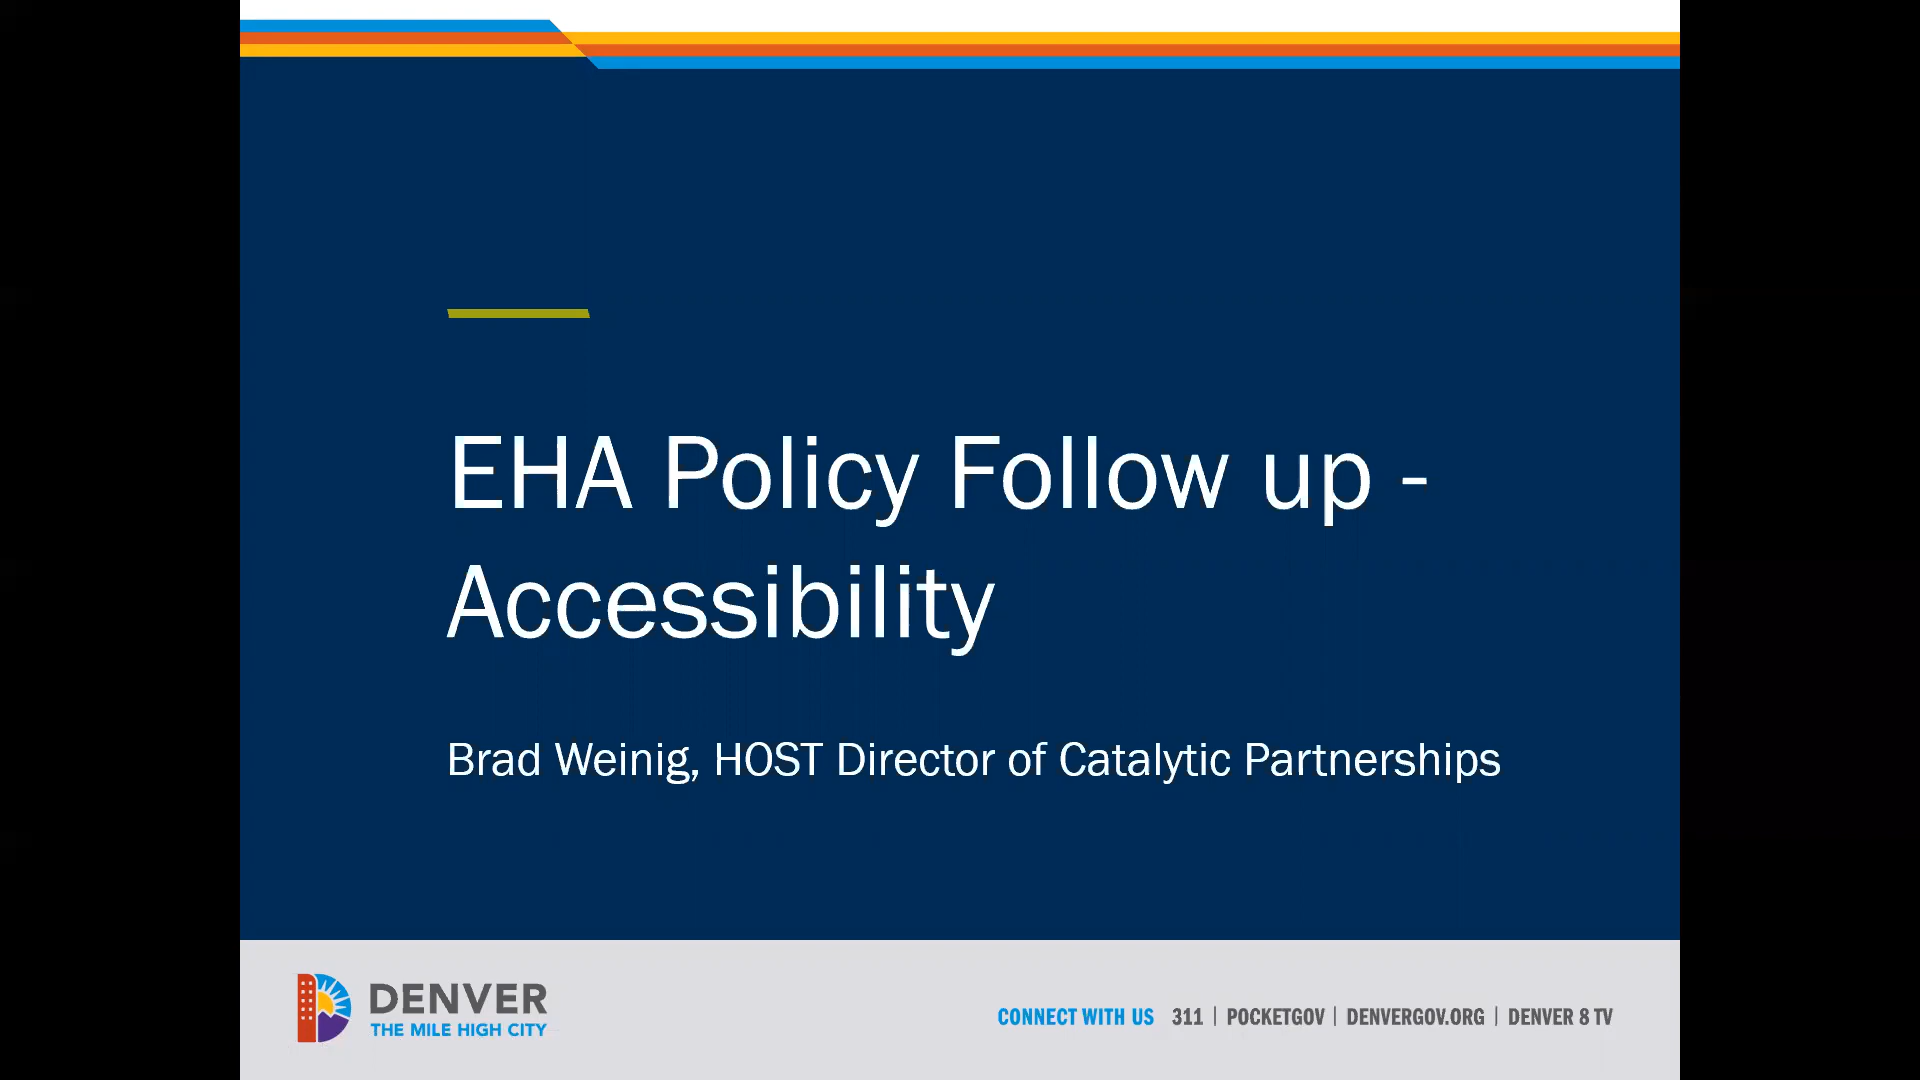 EHA Policy Follow up -
Accessibility
Brad Weinig, HOST Director of Catalytic Partnerships
DENVER
THE MILE HIGH CITY
CONNECT WITH US 311 | POCKETGOV | DENVERGOV.ORG | DENVER 8 TV